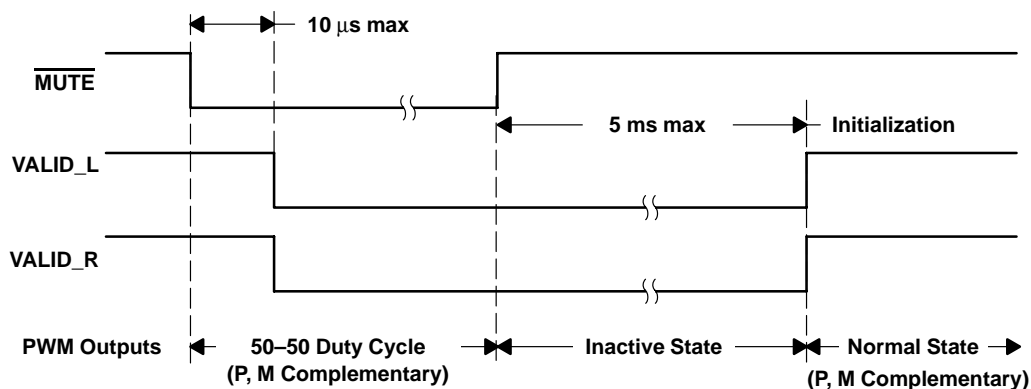 10 μs max
MUTE
5 ms max
Initialization
VALID_L
VALID_R
PWM Outputs
50–50 Duty Cycle
(P, M Complementary)
Inactive State
Normal State
(P, M Complementary)